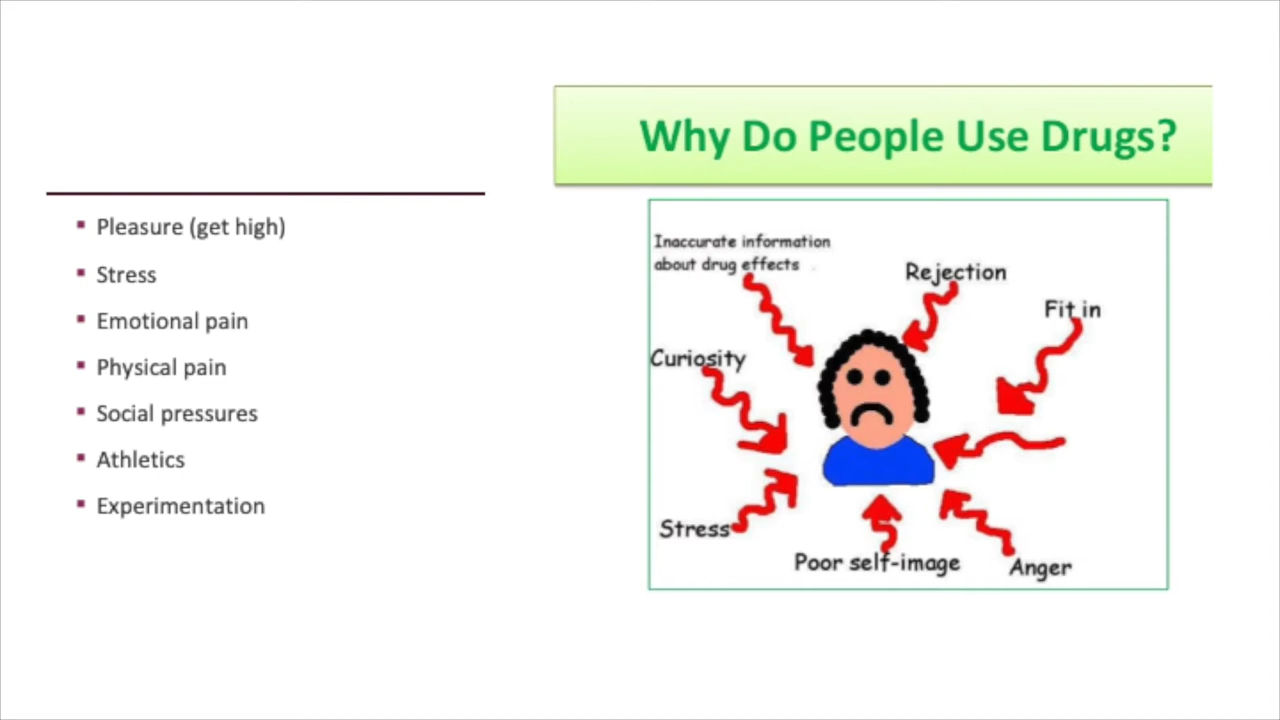 Why Do People Use Drugs?
Pleasure (get high)
Stress
Emotional pain
Physical pain
Social pressures
Athletics
Experimentation
Inaccurate information
about drug effects
Rejection
Fit in
Curiosity
Stress
Poor self-image
Anger